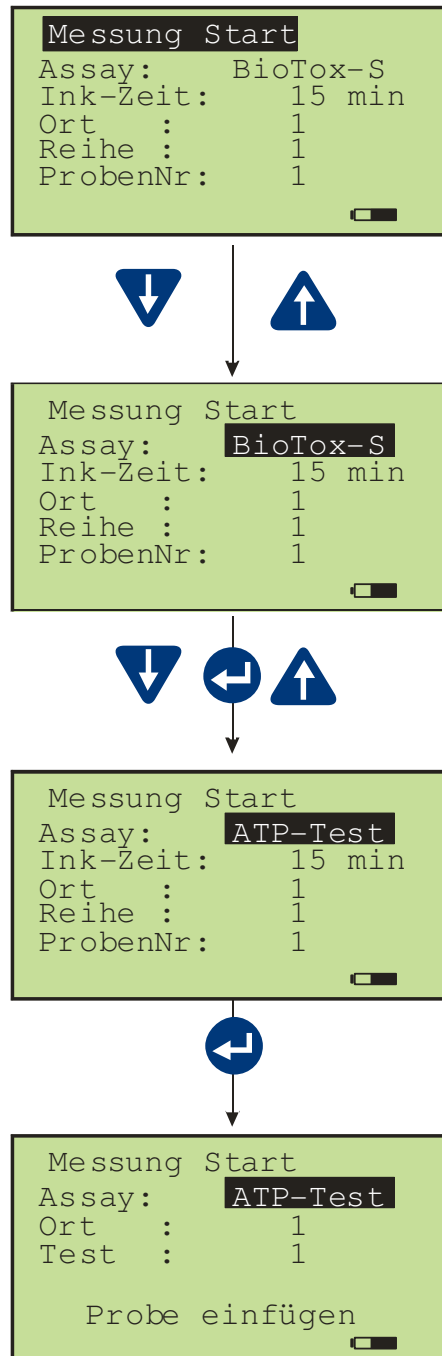 Messung Start
Assay: BioTox-S
Ink-Zeit: 15 min
Ort : 1
Reihe : 1
ProbenNr: 1
Messung Start
Assay: BioTox-S
Ink-Zeit: 15 min
Ort : 1
Reihe : 1
ProbenNr: 1
Messung Start
Assay: ATP-Test
Ink-Zeit: 15 min
Ort : 1
Reihe : 1
ProbenNr: 1
Messung Start
Assay: ATP-Test
Ort : 1
Test : 1
Probe einfügen